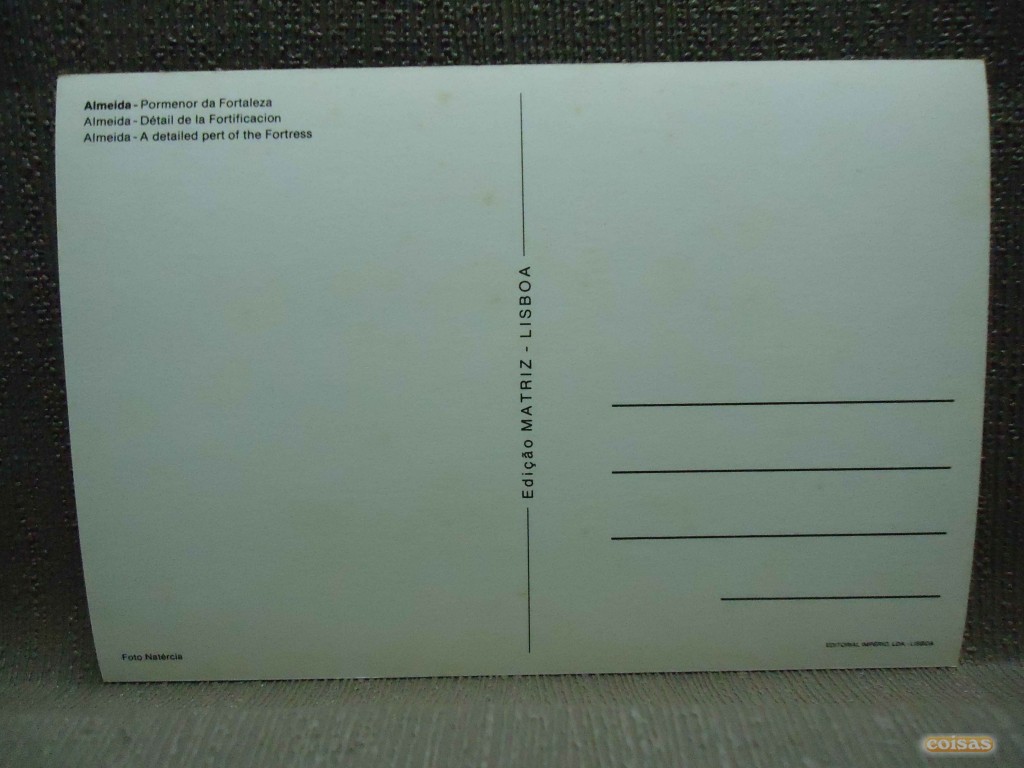 Almeida - Pormenor da Fortaleza
Almeida - Détail de la Fortificacion
Almeida - A detailed pert of the Fortress
Edição MATRIZ - LISBOA
Foto Natércia
EDITORIAL IMPÉRIO, LDA. - LISBOA
coisas